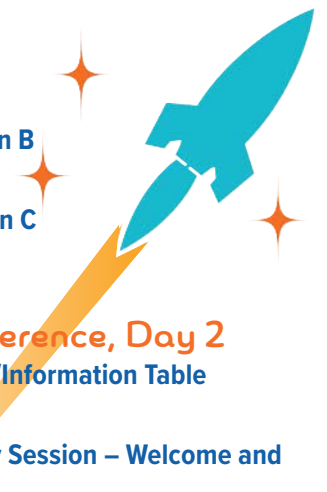 n B
n C
erence, Day 2
/Information Table
y Session – Welcome and